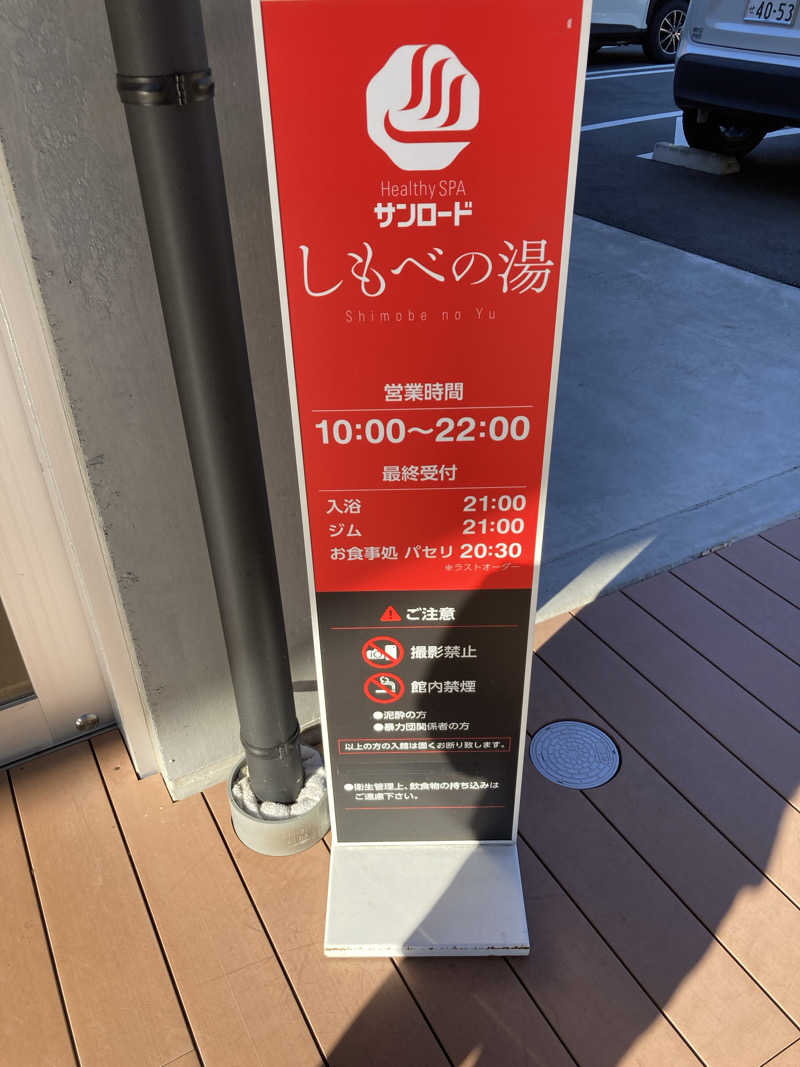 せ 40-53
Healthy SPA
サンロード
しもべの湯
Shimobe no Yu
営業時間
10:00～22:00
最終受付
入浴 21:00
ジム 21:00
お食事処 パセリ 20:30
※ラストオーダー
ご注意
撮影禁止
館内禁煙
●泥酔の方
●暴力団関係者の方
以上の方の入館は固くお断り致します。
●衛生管理上、飲食物の持ち込みは
ご遠慮下さい。